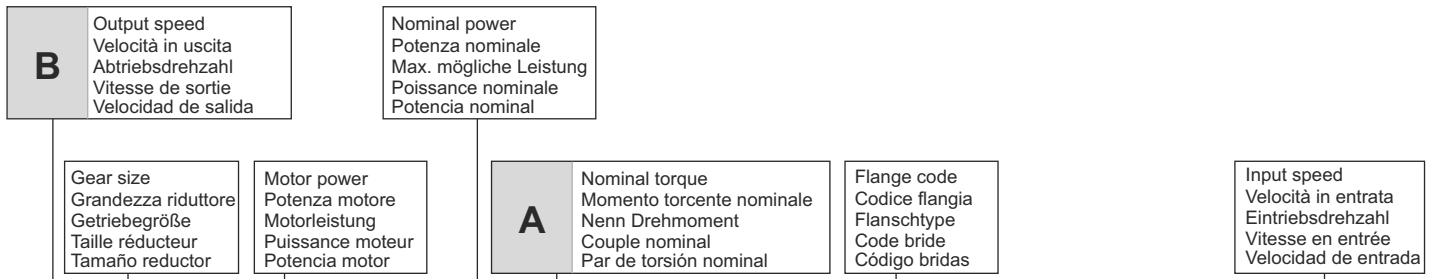 B
Output speed
Velocità in uscita
Abtriebsdrehzahl
Vitesse de sortie
Velocidad de salida
Nominal power
Potenza nominale
Max. mögliche Leistung
Poissance nominale
Potencia nominal
Gear size
Grandezza riduttore
Getriebegröße
Taille réducteur
Tamaño reductor
Motor power
Potenza motore
Motorleistung
Puissance moteur
Potencia motor
A
Nominal torque
Momento torcente nominale
Nenn Drehmoment
Couple nominal
Par de torsión nominal
Flange code
Codice flangia
Flanschtype
Code bride
Código bridas
Input speed
Velocità in entrata
Eintriebsdrehzahl
Vitesse en entrée
Velocidad de entrada